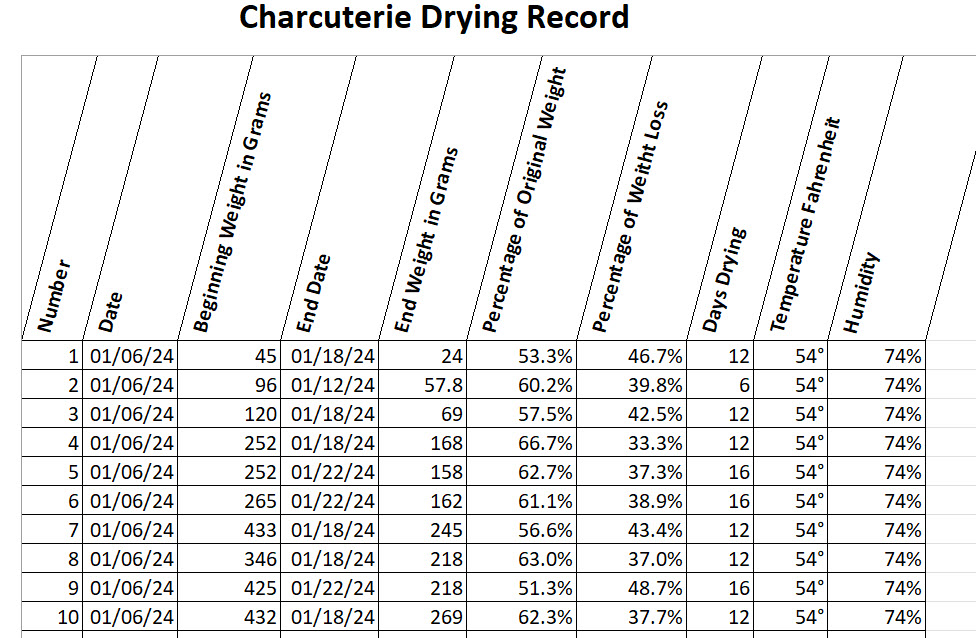 Charcuterie Drying Record
Number Date Beginning Weight in Grams End Date End Weight in Grams Percentage of Original Weight Percentage of Weitht Loss Days Drying Temperature Fahrenheit Humidity
1 01/06/24 45 01/18/24 24 53.3% 46.7% 12 54° 74%
2 01/06/24 96 01/12/24 57.8 60.2% 39.8% 6 54° 74%
3 01/06/24 120 01/18/24 69 57.5% 42.5% 12 54° 74%
4 01/06/24 252 01/18/24 168 66.7% 33.3% 12 54° 74%
5 01/06/24 252 01/22/24 158 62.7% 37.3% 16 54° 74%
6 01/06/24 265 01/22/24 162 61.1% 38.9% 16 54° 74%
7 01/06/24 433 01/18/24 245 56.6% 43.4% 12 54° 74%
8 01/06/24 346 01/18/24 218 63.0% 37.0% 12 54° 74%
9 01/06/24 425 01/22/24 218 51.3% 48.7% 16 54° 74%
10 01/06/24 432 01/18/24 269 62.3% 37.7% 12 54° 74%